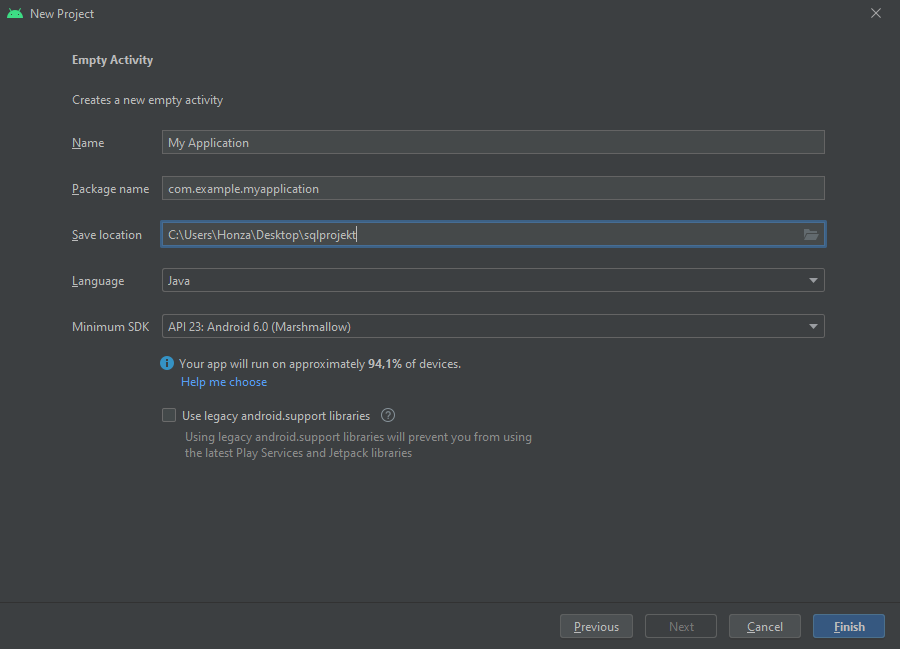 New Project
Empty Activity
Creates a new empty activity
Name My Application
Package name com.example.myapplication
Save location C:\Users\Honza\Desktop\sqlprojekt
Language Java
Minimum SDK API 23: Android 6.0 (Marshmallow)
i Your app will run on approximately 94,1% of devices.
Help me choose
Use legacy android.support libraries ?
Using legacy android.support libraries will prevent you from using
the latest Play Services and Jetpack libraries
Previous Next Cancel Finish